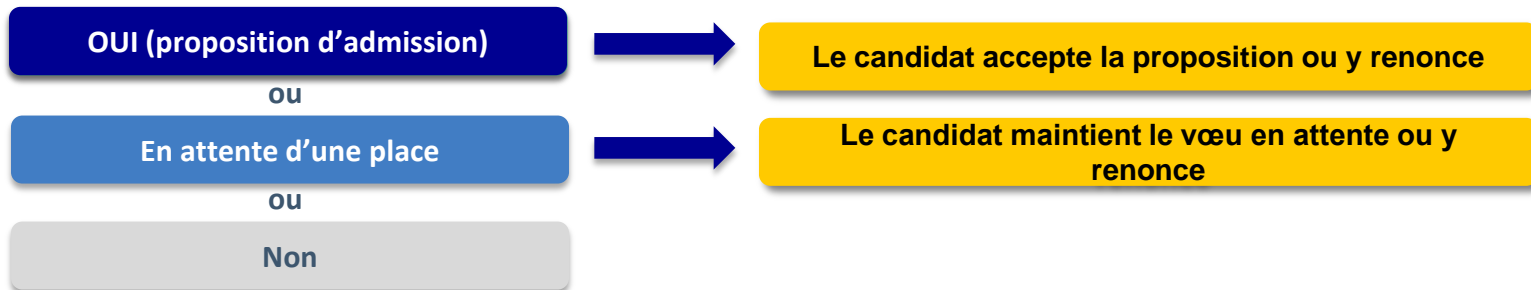 OUI (proposition d’admission)
Le candidat accepte la proposition ou y renonce
ou
En attente d’une place
Le candidat maintient le vœu en attente ou y
renonce
ou
Non